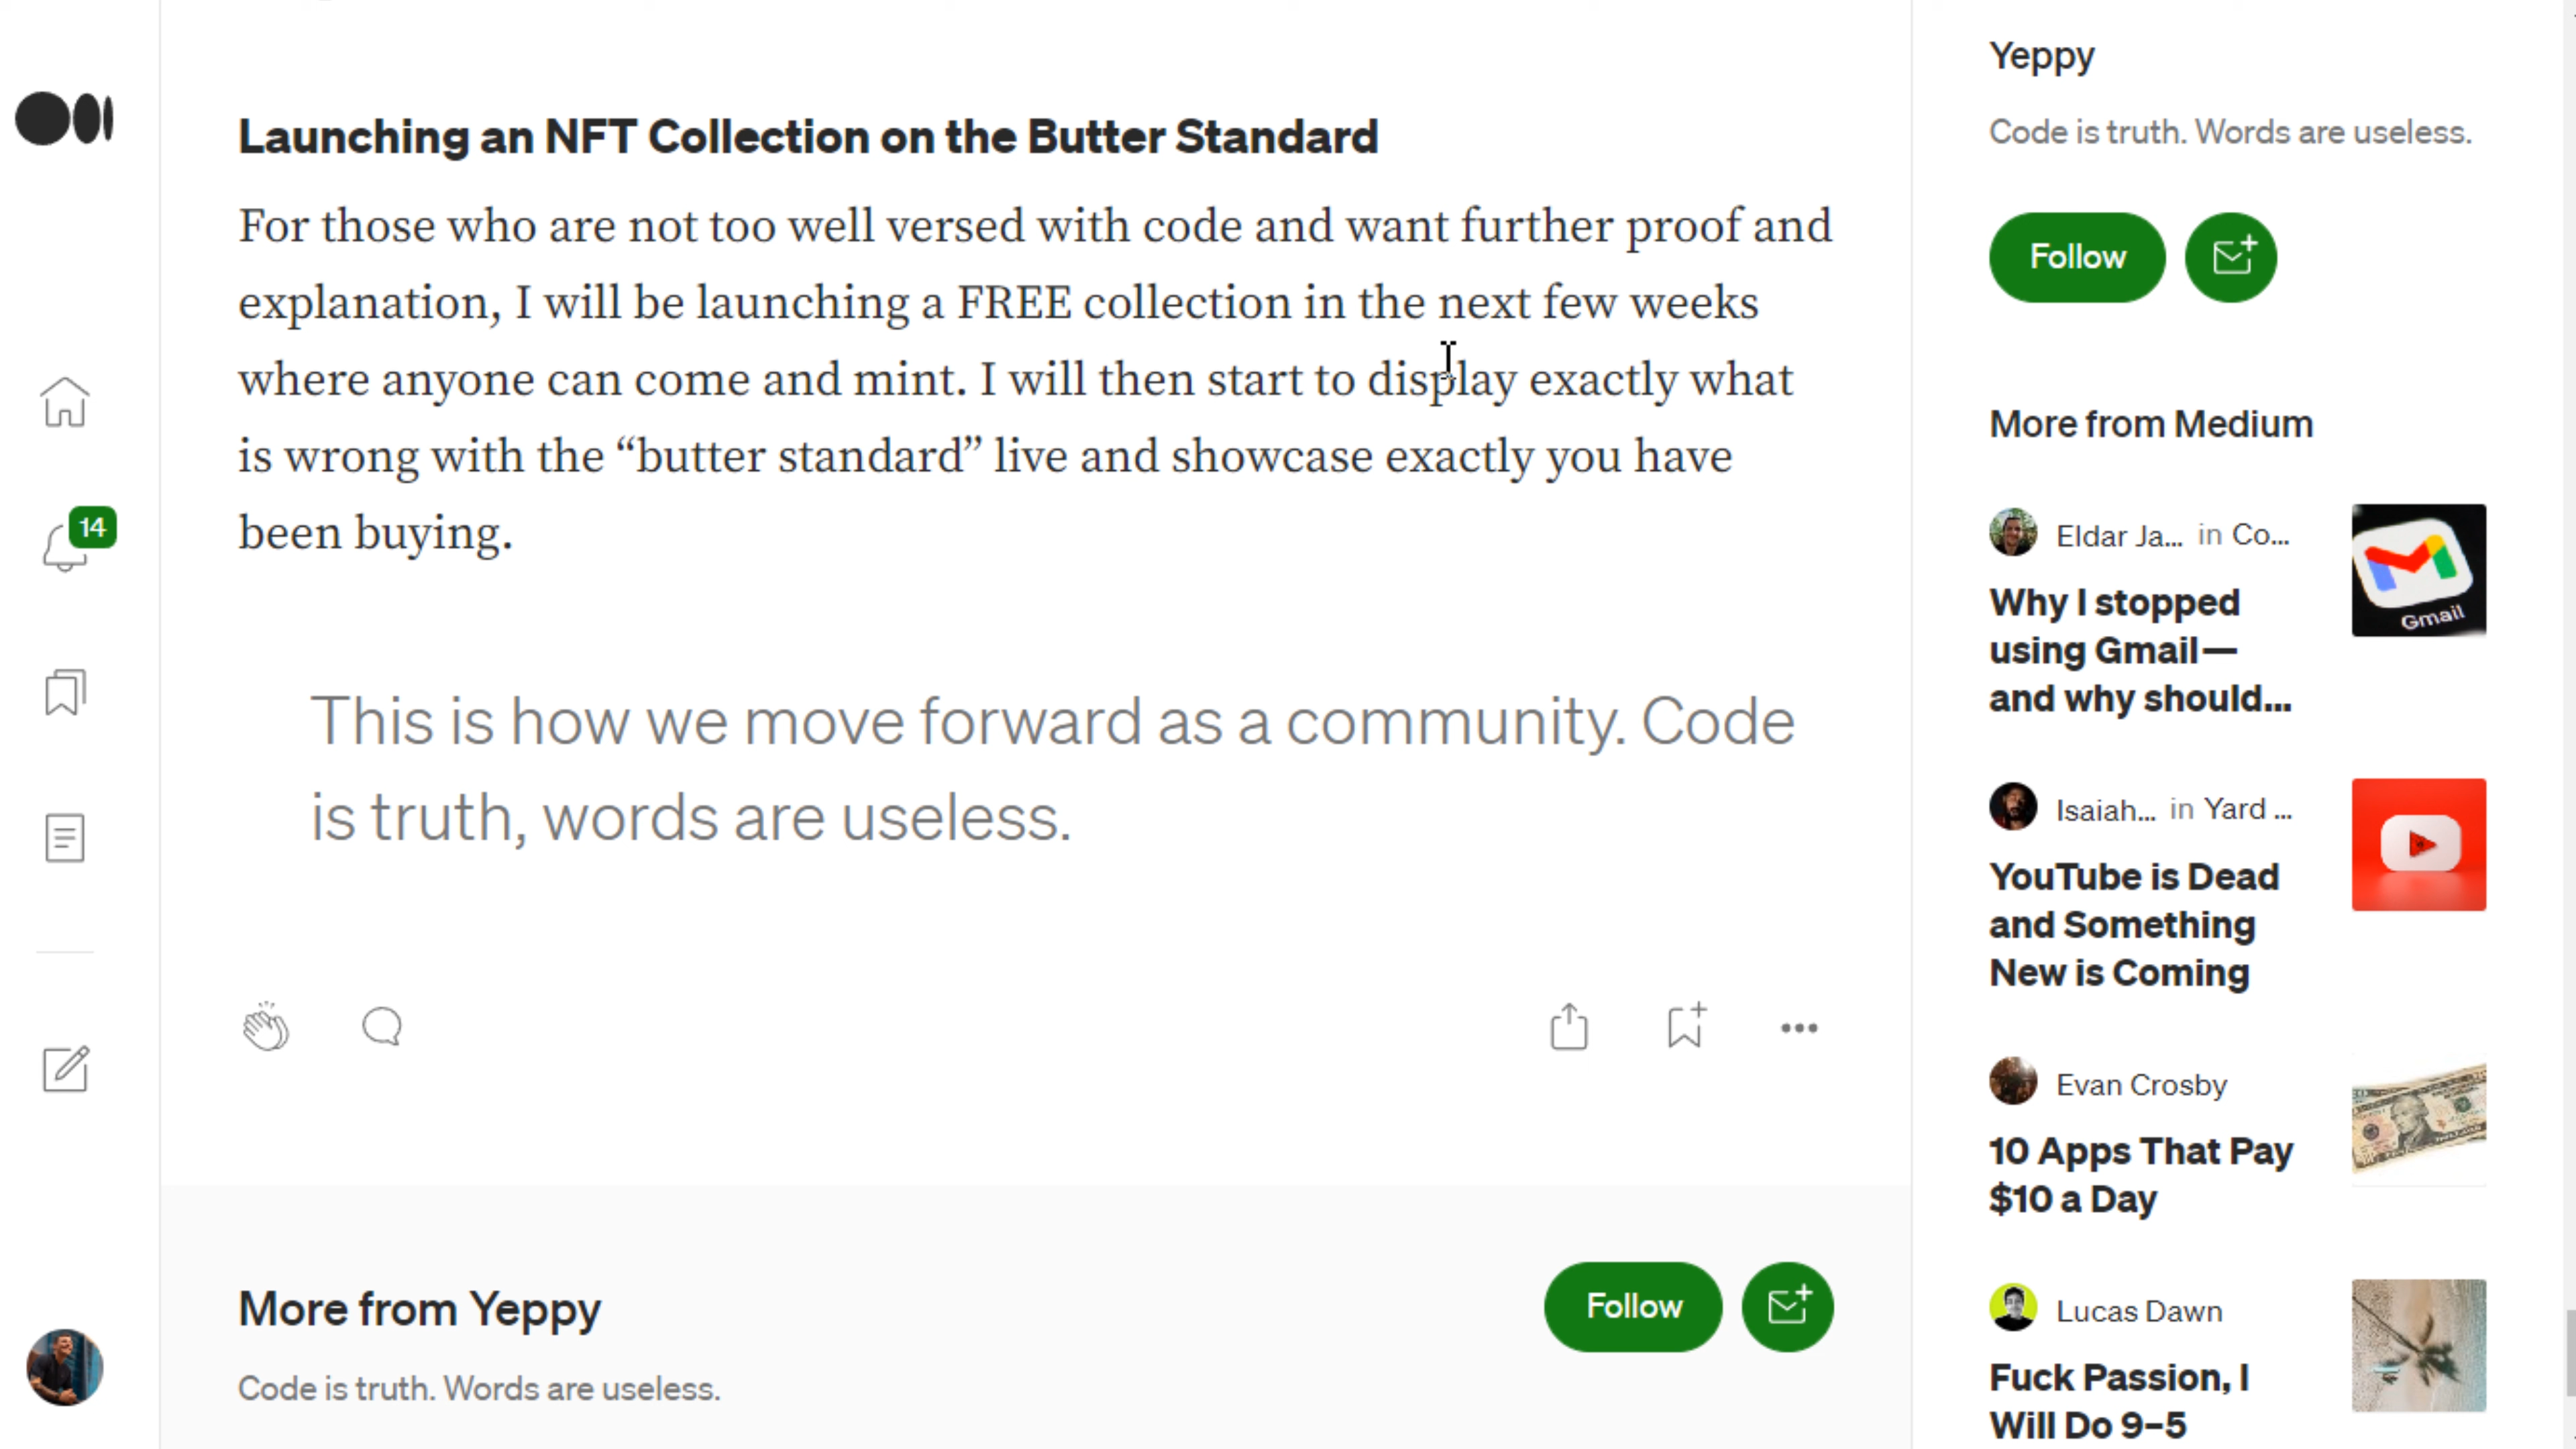 Launching an NFT Collection on the Butter Standard
For those who are not too well versed with code and want further proof and
explanation, I will be launching a FREE collection in the next few weeks
where anyone can come and mint. I will then start to display exactly what
is wrong with the “butter standard” live and showcase exactly you have
been buying.
This is how we move forward as a community. Code
is truth, words are useless.
More from Yeppy
Follow
Code is truth. Words are useless.
14
Yeppy
Code is truth. Words are useless.
Follow
More from Medium
Eldar Ja... in Co...
Why I stopped
using Gmail —
and why should...
Gmail
Isaiah... in Yard ...
YouTube is Dead
and Something
New is Coming
Evan Crosby
10 Apps That Pay
$10 a Day
Lucas Dawn
Fuck Passion, I
Will Do 9–5